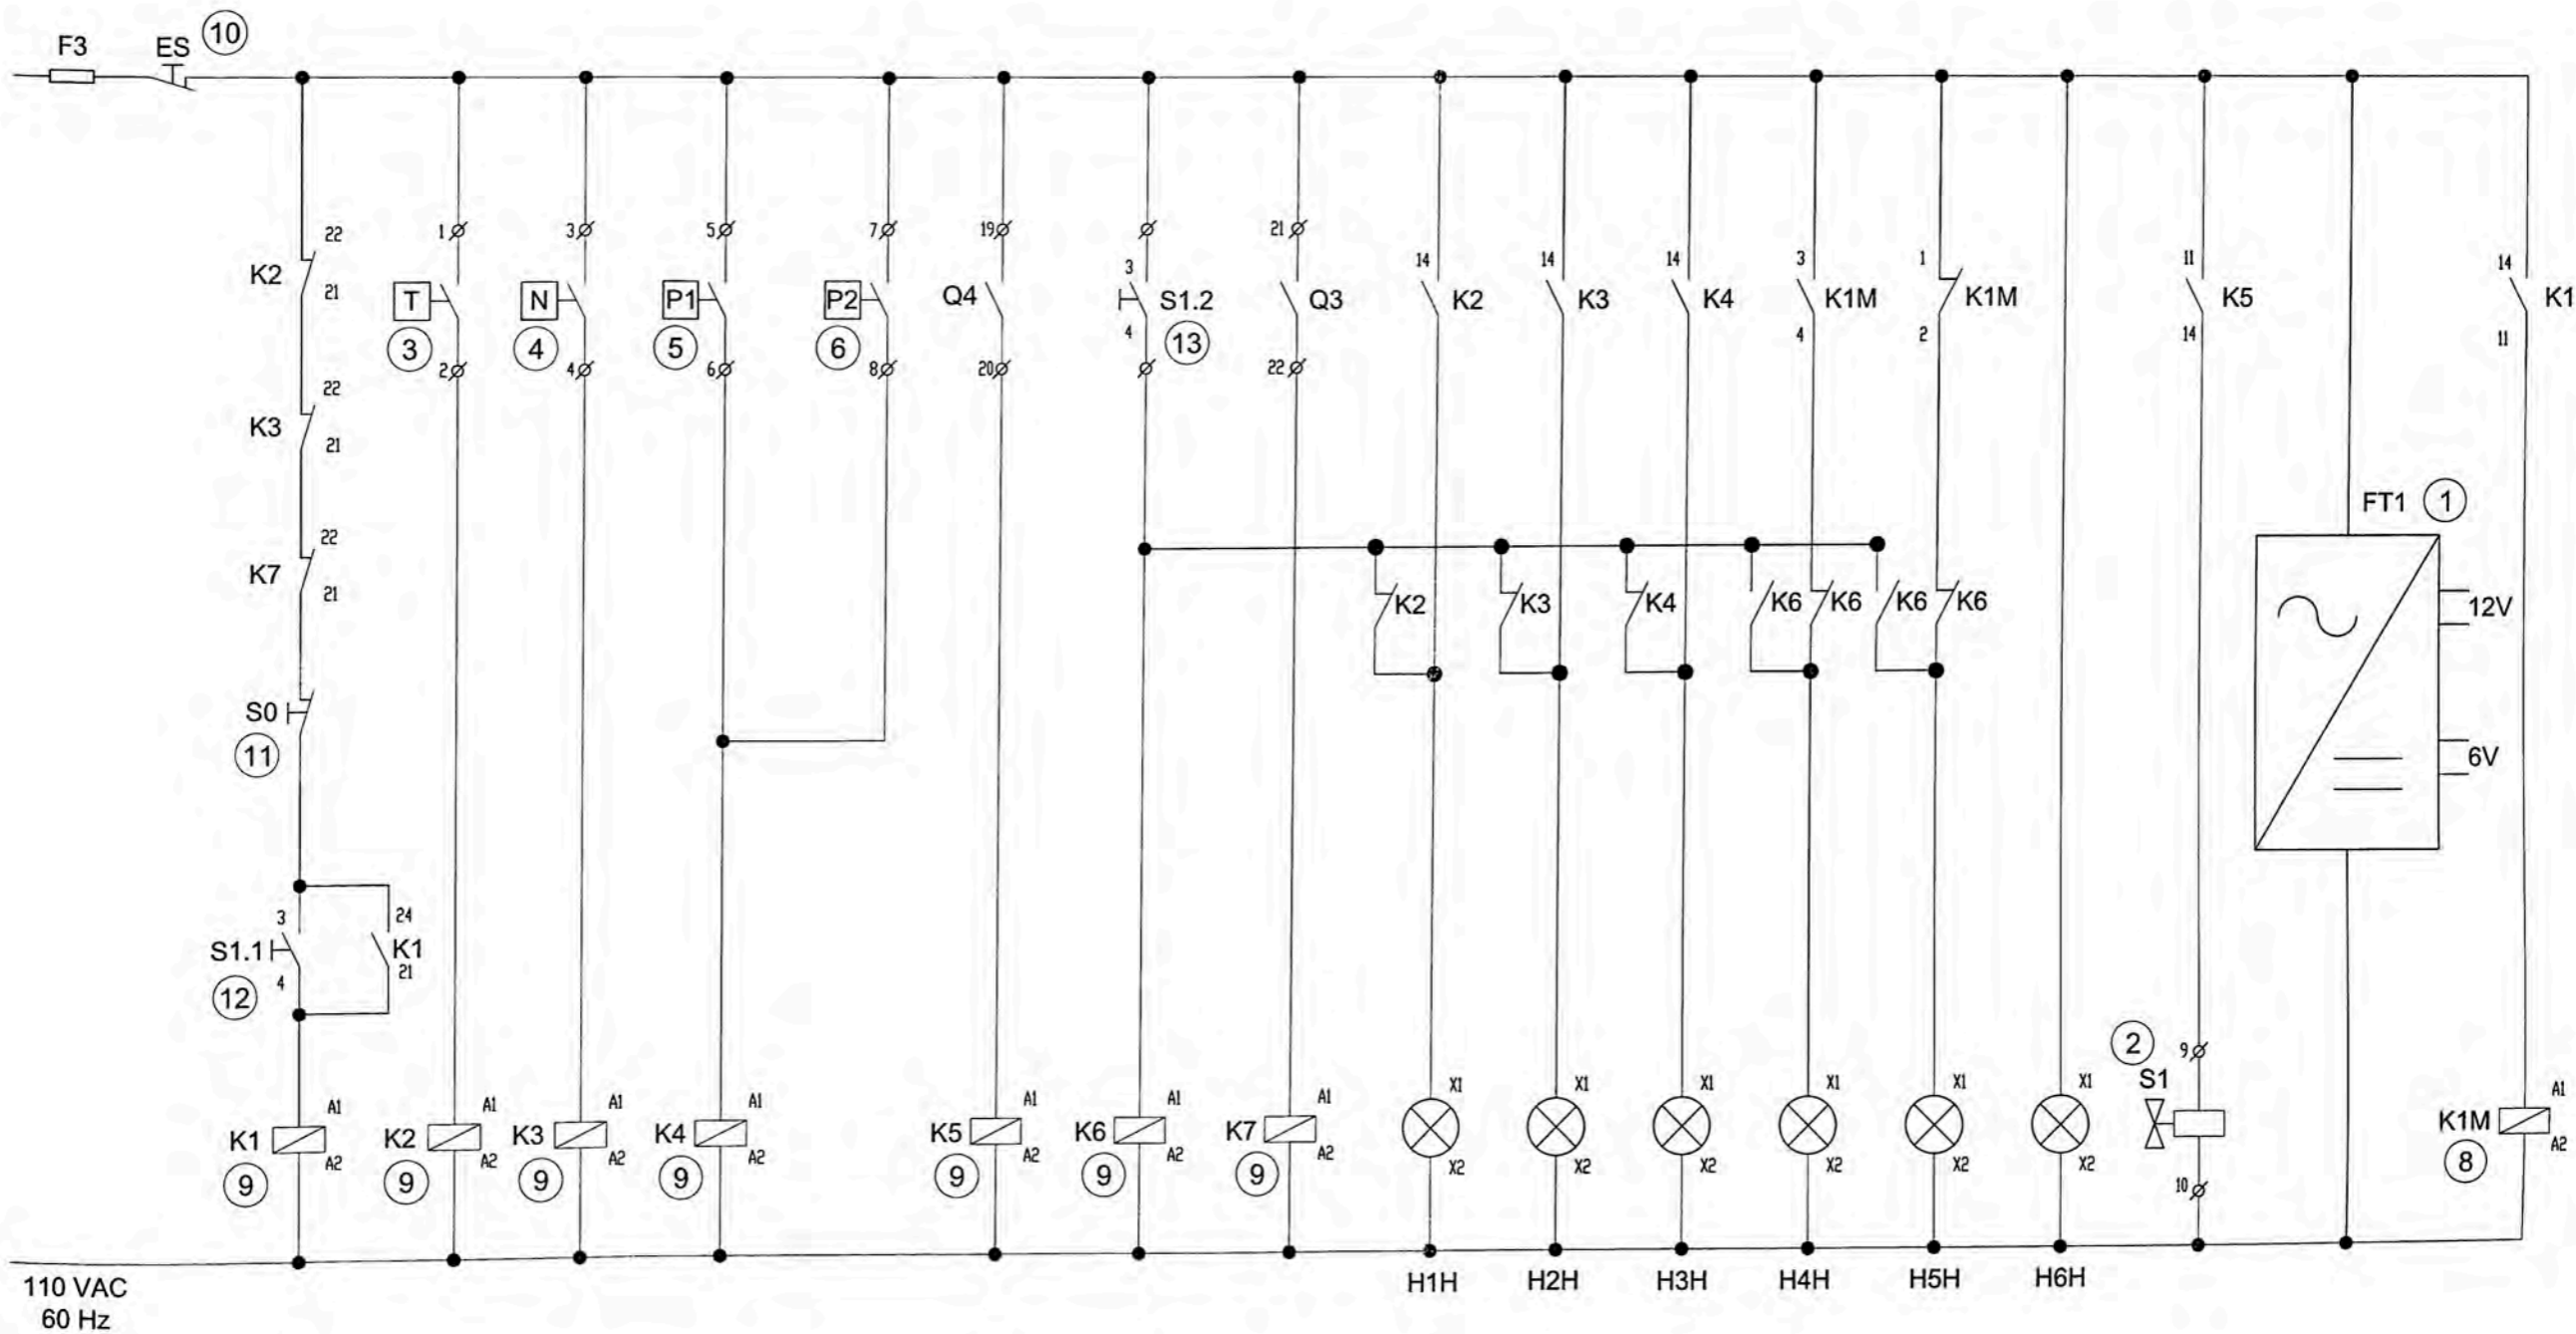 F3
ES
10
22
K2
21
22
K3
21
22
K7
21
S0
11
3
S1.1
4
12
24
K1
21
A1
K1
A2
9
1
T
3
2
A1
K2
A2
9
3
N
4
4
A1
K3
A2
9
5
P1
5
6
A1
K4
A2
9
7
P2
6
8
19
Q4
20
A1
K5
A2
9
3
S1.2
4
13
A1
K6
A2
9
21
Q3
22
A1
K7
A2
9
14
K2
K2
X1
X2
H1H
14
K3
K3
X1
X2
H2H
14
K4
K4
X1
X2
H3H
3
K1M
4
K6
K6
X1
X2
H4H
1
K1M
2
K6
K6
X1
X2
H5H
X1
X2
H6H
11
K5
14
2
9
S1
10
FT1
1
12V
6V
14
K1
11
A1
K1M
A2
8
110 VAC
60 Hz